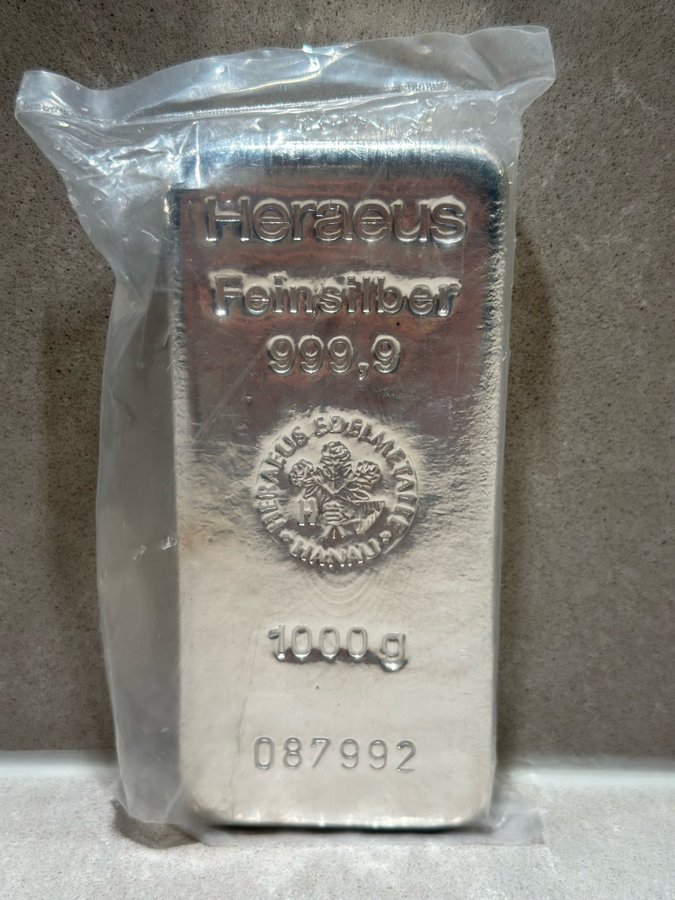 Heraeus
Feinsilber
999,9
HERAEUS EDELMETALLE
HANAU
H
1000 g
087992